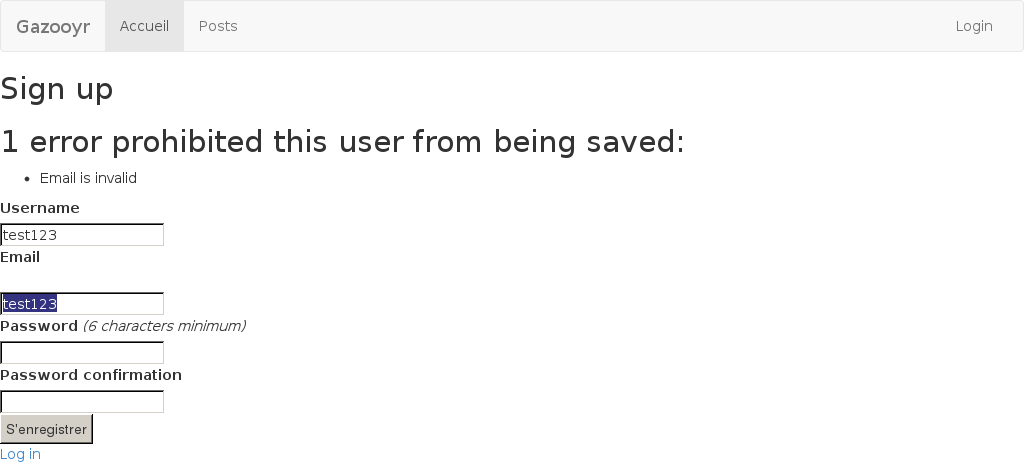 Gazooyr Accueil Posts Login
Sign up
1 error prohibited this user from being saved:
• Email is invalid
Username
test123
Email
test123
Password (6 characters minimum)
Password confirmation
S'enregistrer
Log in